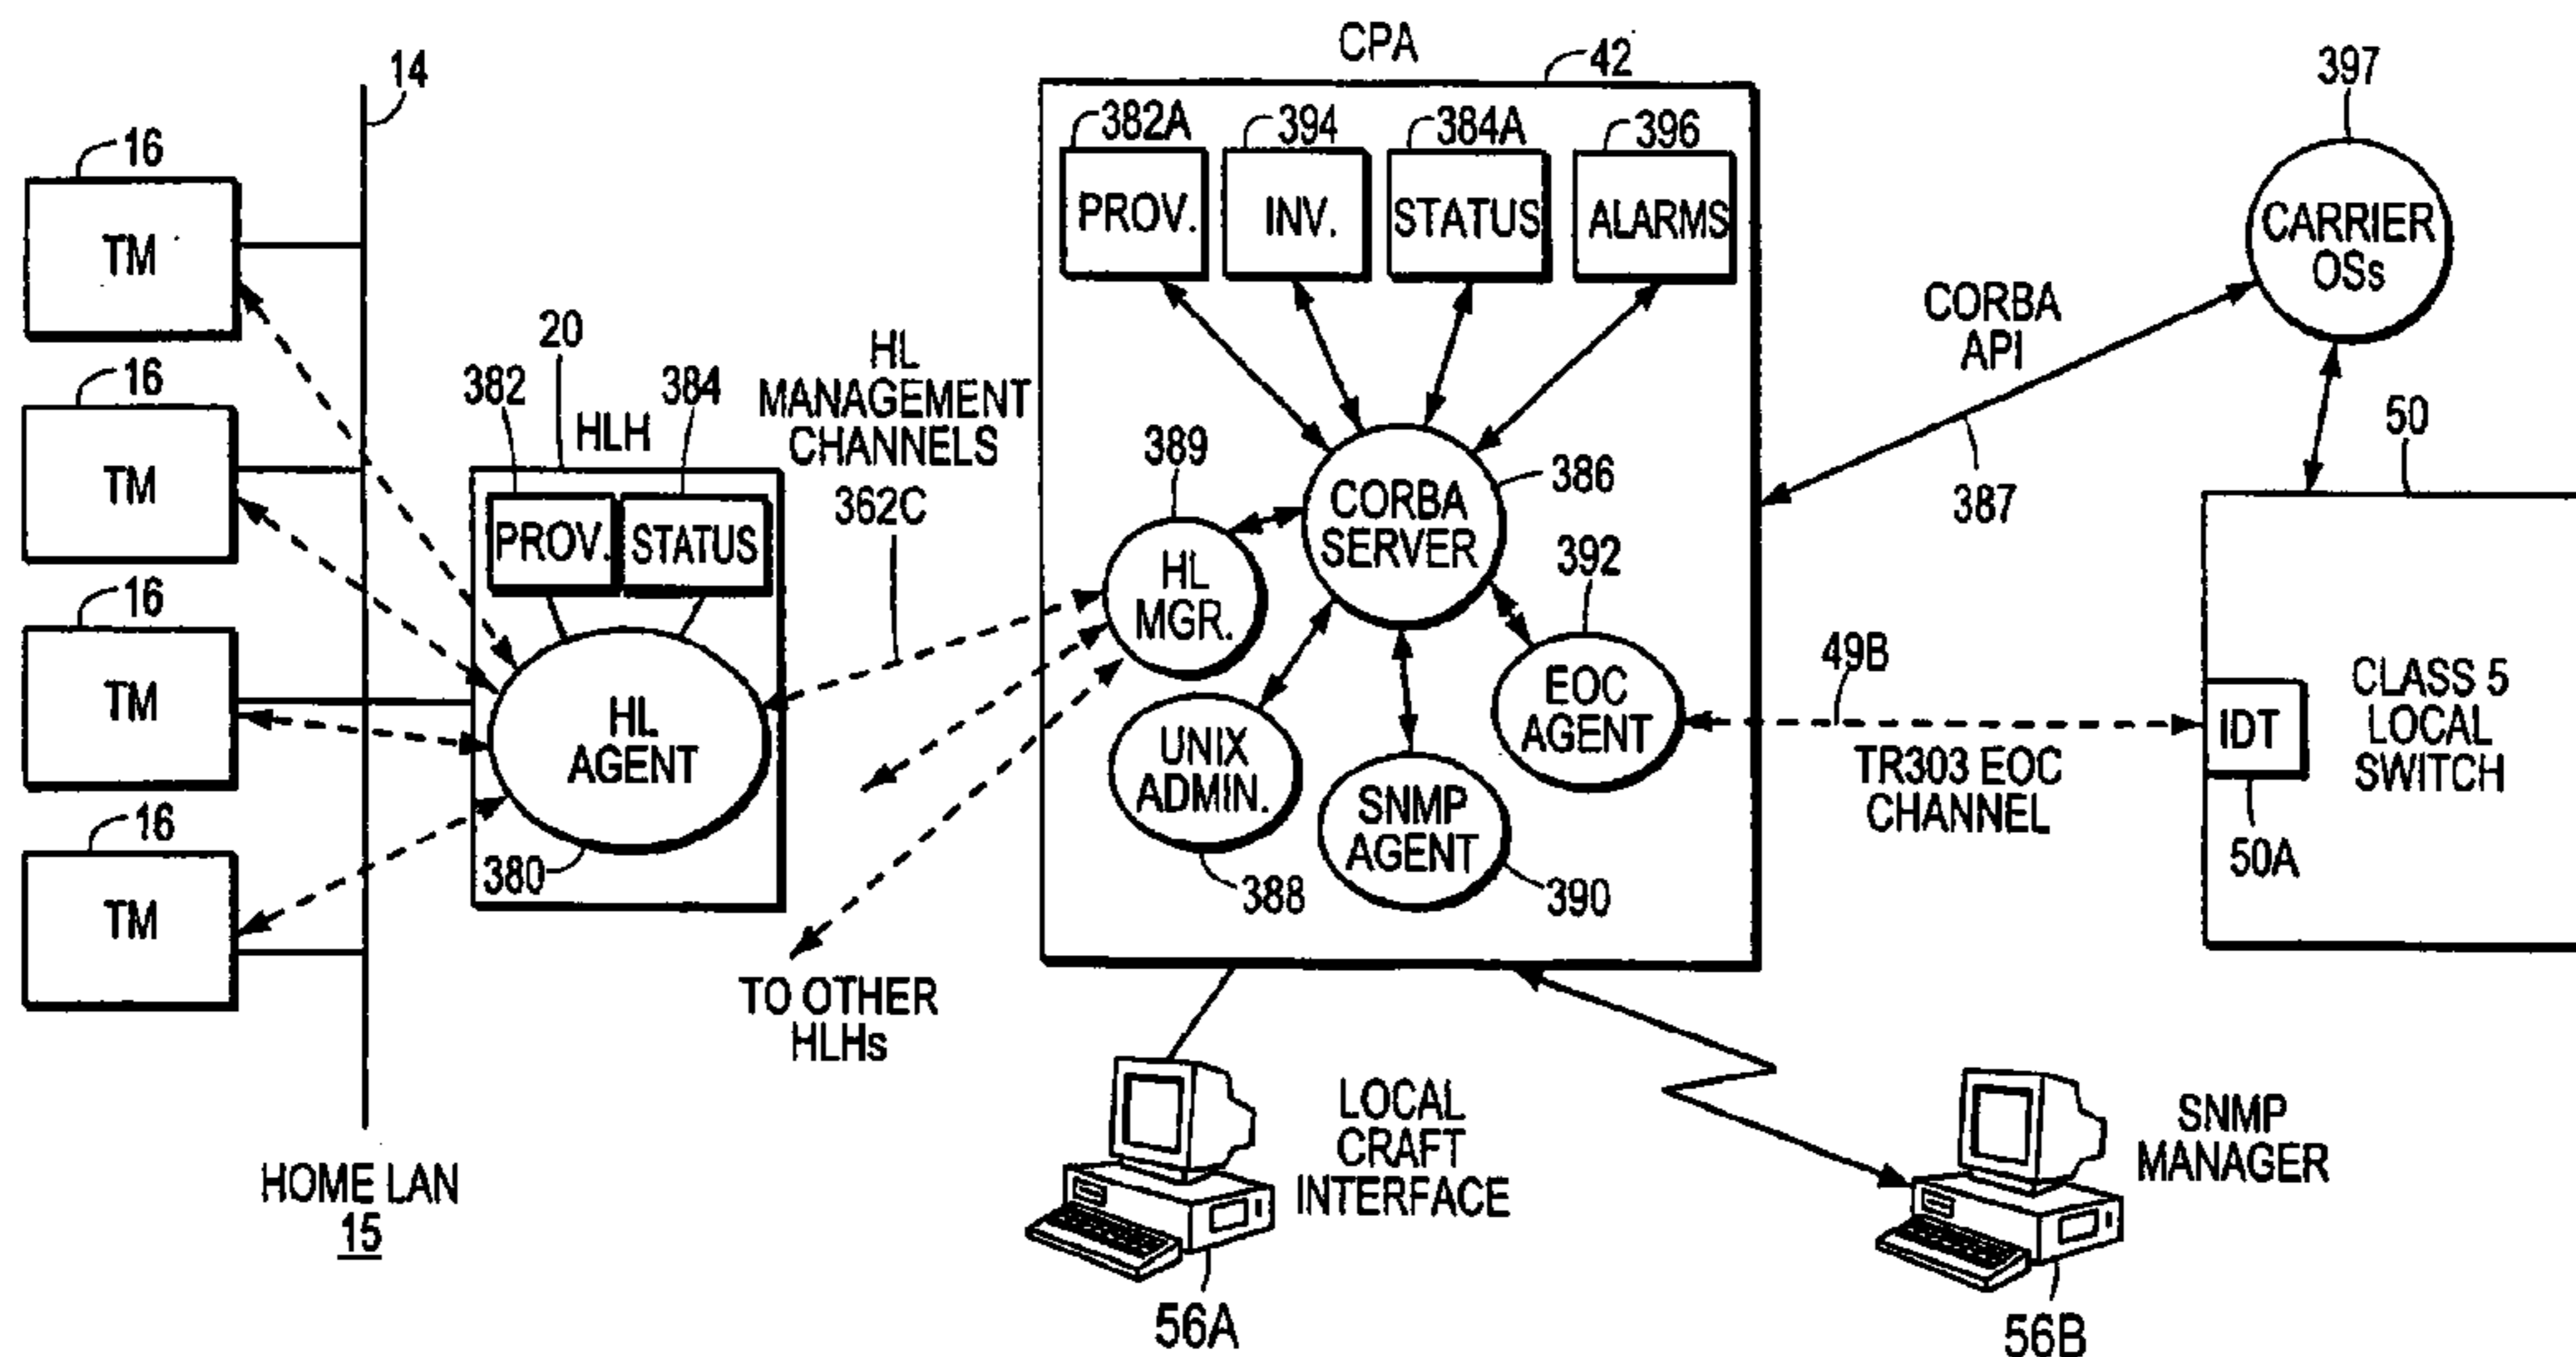 14
16
TM
16
TM
16
TM
16
TM
HOME LAN
15
20
HLH
382
384
PROV.
STATUS
HL
AGENT
380
HL
MANAGEMENT
CHANNELS
362C
TO OTHER
HLHs
CPA
42
382A
394
384A
396
PROV.
INV.
STATUS
ALARMS
389
386
CORBA
SERVER
HL
MGR.
392
EOC
AGENT
UNIX
ADMIN.
388
SNMP
AGENT
390
CORBA
API
387
397
CARRIER
OSs
50
49B
TR303 EOC
CHANNEL
IDT
50A
CLASS 5
LOCAL
SWITCH
LOCAL
CRAFT
INTERFACE
56A
SNMP
MANAGER
56B